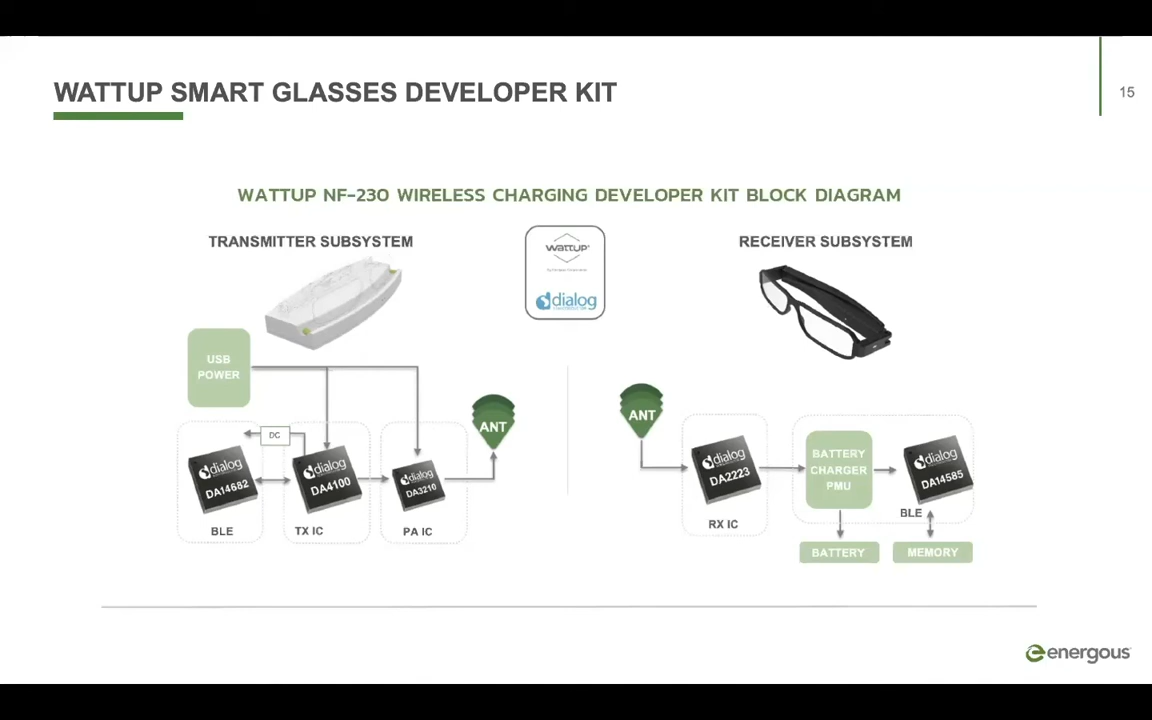 WATTUP SMART GLASSES DEVELOPER KIT
15
WATTUP NF-230 WIRELESS CHARGING DEVELOPER KIT BLOCK DIAGRAM
TRANSMITTER SUBSYSTEM
WATTUP
dialog
RECEIVER SUBSYSTEM
USB
POWER
DC
dialog
DA14682
BLE
dialog
DA4100
TX IC
dialog
DA3210
PA IC
ANT
ANT
dialog
DA2223
RX IC
BATTERY
CHARGER
PMU
dialog
DA14585
BLE
BATTERY
MEMORY
energous